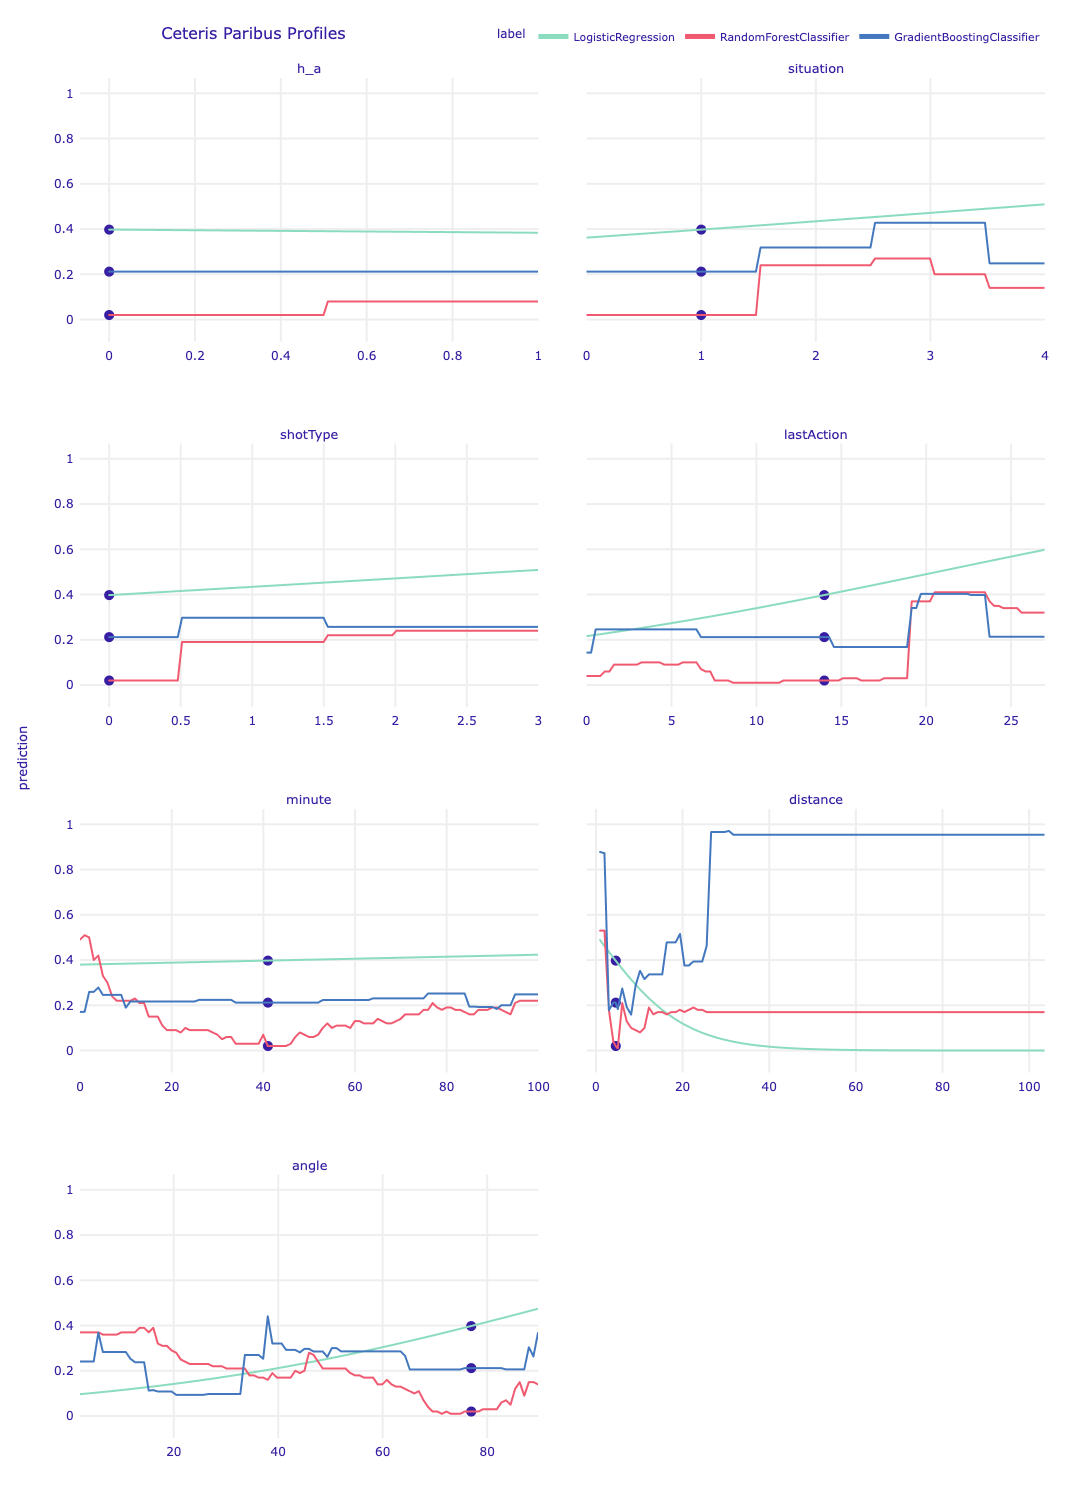 Ceteris Paribus Profiles
label LogisticRegression RandomForestClassifier GradientBoostingClassifier
h_a situation
1
0.8
0.6
0.4
0.2
0
0 0.2 0.4 0.6 0.8 1 0 1 2 3 4
shotType lastAction
1
0.8
0.6
0.4
0.2
0
0 0.5 1 1.5 2 2.5 3 0 5 10 15 20 25
prediction
minute distance
1
0.8
0.6
0.4
0.2
0
0 20 40 60 80 100 0 20 40 60 80 100
angle
1
0.8
0.6
0.4
0.2
0
20 40 60 80